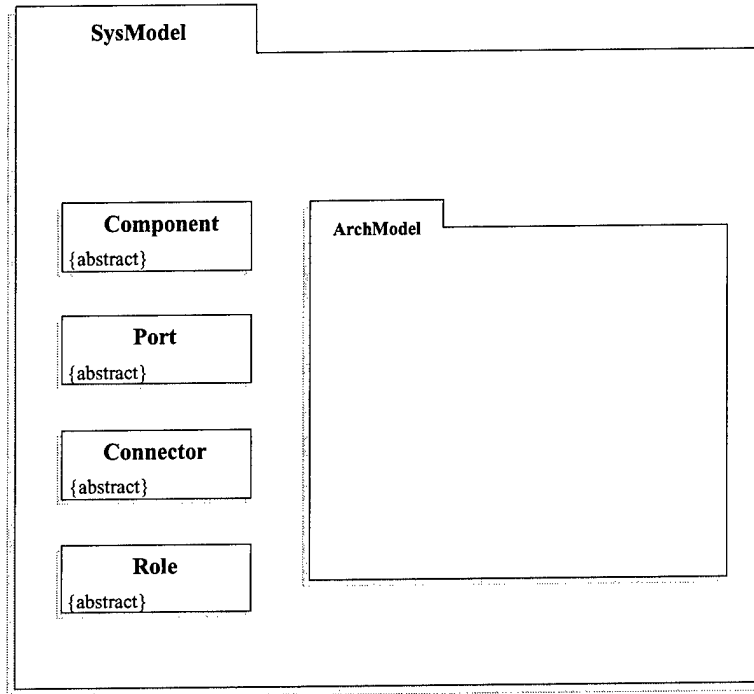 SysModel
Component
{abstract}
ArchModel
Port
{abstract}
Connector
{abstract}
Role
{abstract}